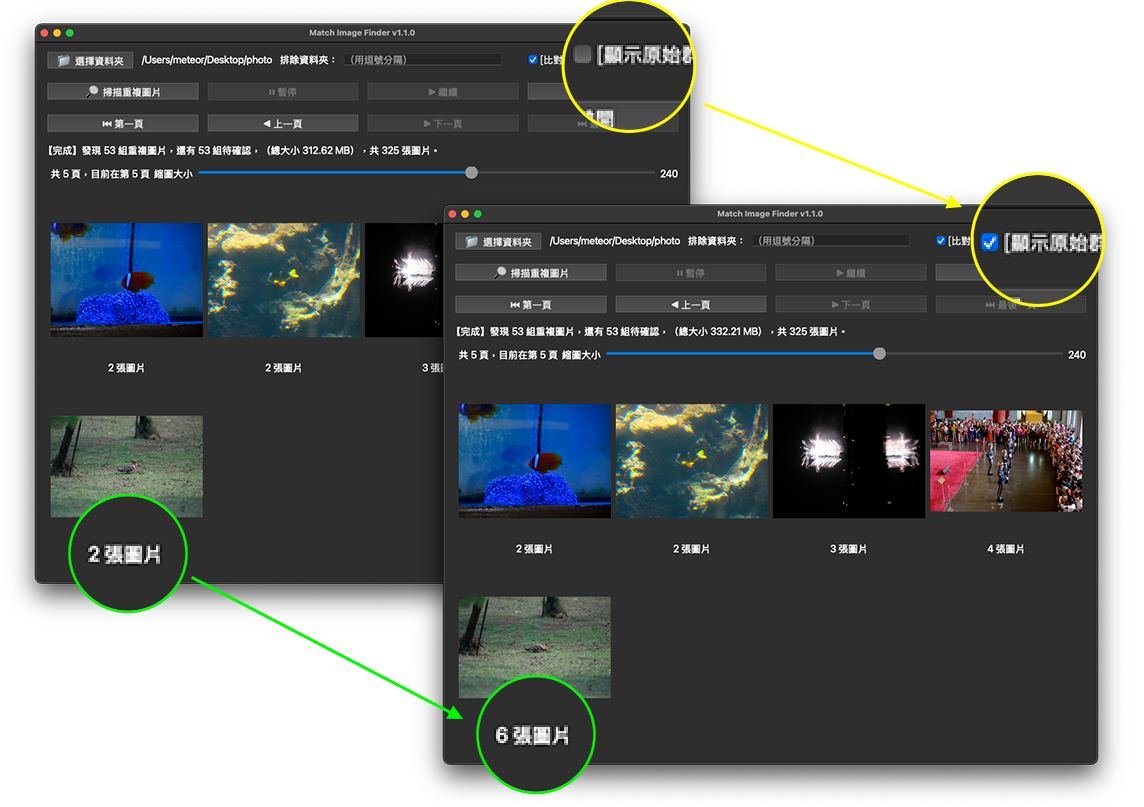 Match Image Finder v1.1.0
選擇資料夾 /Users/meteor/Desktop/photo 排除資料夾： （用逗號分隔） [比對
[顯示原始群
掃描重複圖片 暫停 繼續
第一頁 上一頁 下一頁
【完成】發現 53 組重複圖片，還有 53 組待確認，（總大小 312.62 MB），共 325 張圖片。
共 5 頁，目前在第 5 頁 縮圖大小 240
2 張圖片 2 張圖片 3 張
2 張圖片
Match Image Finder v1.1.0
選擇資料夾 /Users/meteor/Desktop/photo 排除資料夾： （用逗號分隔） [比對
[顯示原始群
掃描重複圖片 暫停 繼續
第一頁 上一頁 下一頁 最後
【完成】發現 53 組重複圖片，還有 53 組待確認，（總大小 332.21 MB），共 325 張圖片。
共 5 頁，目前在第 5 頁 縮圖大小 240
2 張圖片 2 張圖片 3 張圖片 4 張圖片
6 張圖片